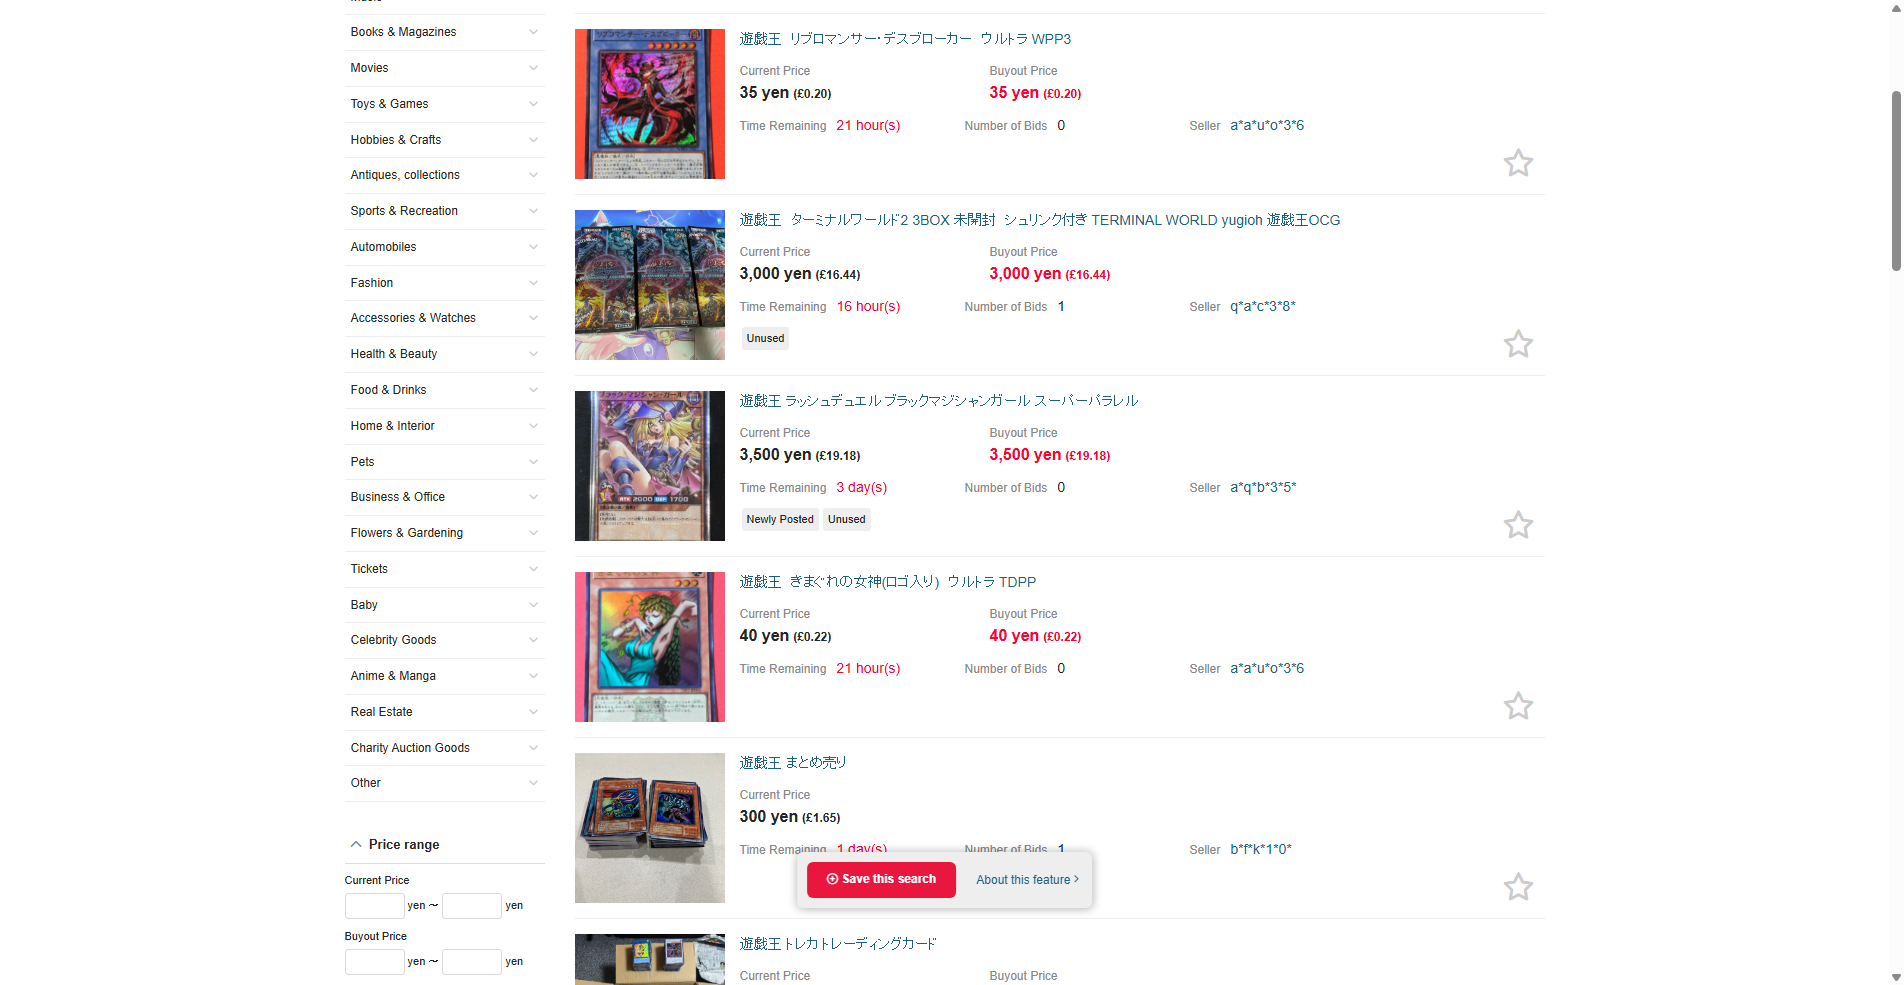 Books & Magazines
Movies
Toys & Games
Hobbies & Crafts
Antiques, collections
Sports & Recreation
Automobiles
Fashion
Accessories & Watches
Health & Beauty
Food & Drinks
Home & Interior
Pets
Business & Office
Flowers & Gardening
Tickets
Baby
Celebrity Goods
Anime & Manga
Real Estate
Charity Auction Goods
Other
Price range
Current Price
yen ～ yen
Buyout Price
yen ～ yen
遊戯王 リブロマンサー・デスブローカー ウルトラ WPP3
Current Price Buyout Price
35 yen (£0.20) 35 yen (£0.20)
Time Remaining 21 hour(s) Number of Bids 0 Seller a*a*u*o*3*6
遊戯王 ターミナルワールド2 3BOX 未開封 シュリンク付き TERMINAL WORLD yugioh 遊戯王OCG
Current Price Buyout Price
3,000 yen (£16.44) 3,000 yen (£16.44)
Time Remaining 16 hour(s) Number of Bids 1 Seller q*a*c*3*8*
Unused
ブラック・マジシャン・ガール
ATK 2000 DEF 1700
遊戯王 ラッシュデュエル ブラックマジシャンガール スーパーパラレル
Current Price Buyout Price
3,500 yen (£19.18) 3,500 yen (£19.18)
Time Remaining 3 day(s) Number of Bids 0 Seller a*q*b*3*5*
Newly Posted Unused
遊戯王 きまぐれの女神(ロゴ入り) ウルトラ TDPP
Current Price Buyout Price
40 yen (£0.22) 40 yen (£0.22)
Time Remaining 21 hour(s) Number of Bids 0 Seller a*a*u*o*3*6
遊戯王 まとめ売り
Current Price
300 yen (£1.65)
Time Remaining 1 day(s) Number of Bids 1 Seller b*f*k*1*0*
Save this search About this feature
遊戯王 トレカ トレーディングカード
Current Price Buyout Price